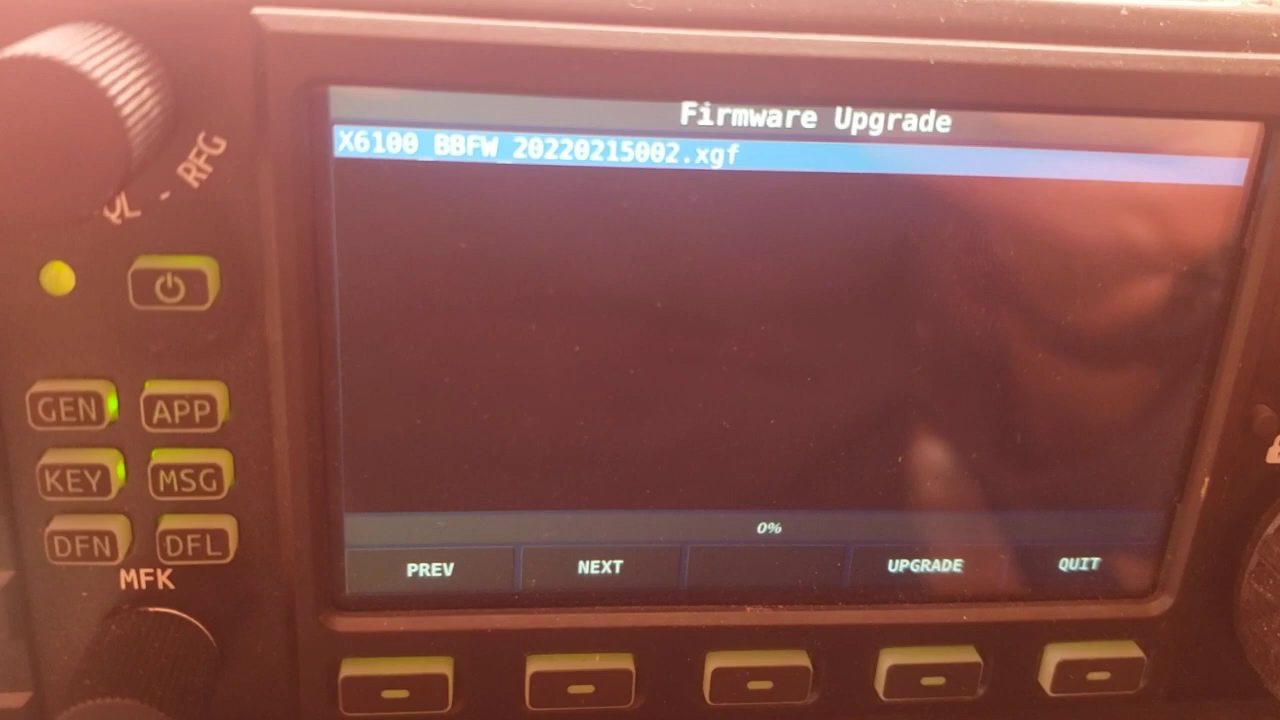 Firmware Upgrade
X6100_BBFW_20220215002.xgf
- RFG
GEN APP
KEY MSG
DFN DFL
MFK
0%
PREV NEXT UPGRADE QUIT